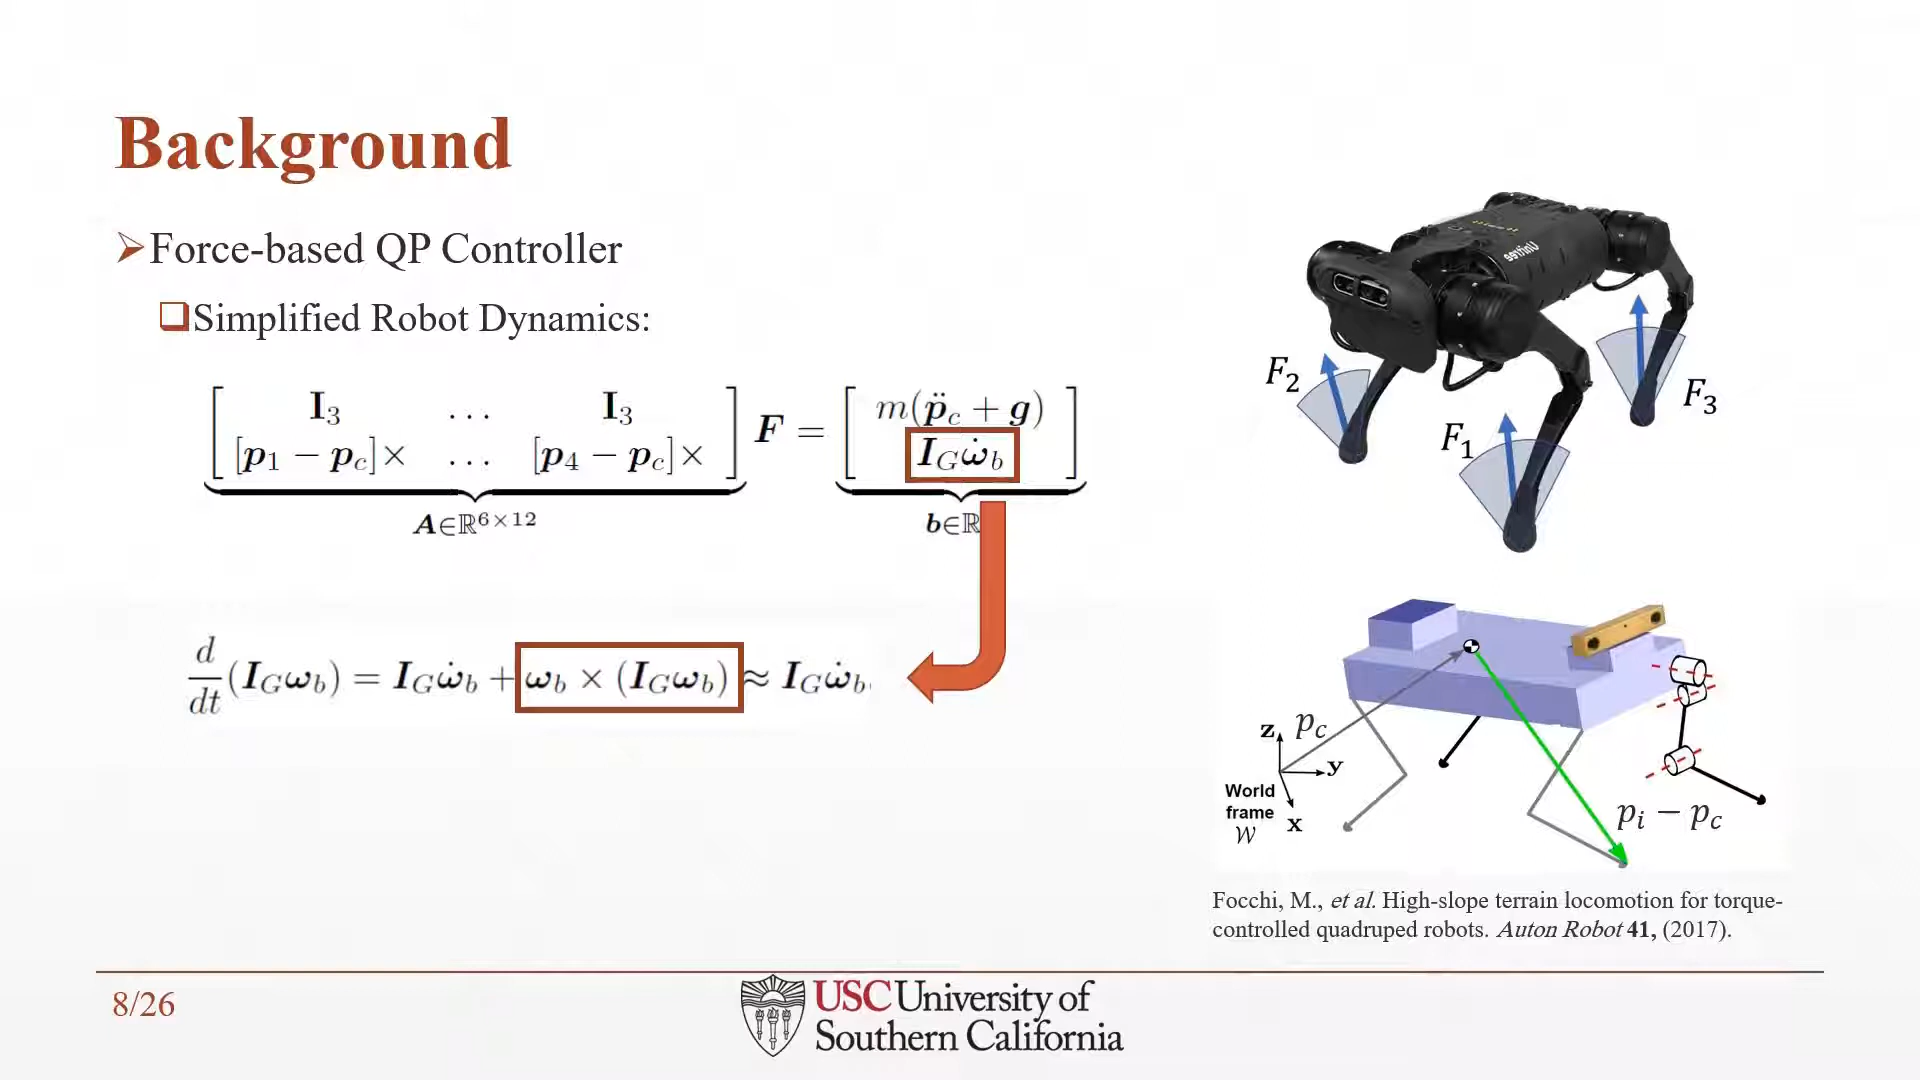 Background
➢Force-based QP Controller
❑Simplified Robot Dynamics:
[ I₃ ... I₃ ; [p₁ − p_c]× ... [p₄ − p_c]× ] F = [ m(p̈_c + g) ; I_G ω̇_b ]
A∈ℝ⁶ˣ¹² b∈ℝ
d/dt (I_G ω_b) = I_G ω̇_b + ω_b × (I_G ω_b) ≈ I_G ω̇_b
Unitree
F₂
F₁
F₃
z
p_c
y
World
frame
W
x
p_i − p_c
Focchi, M., et al. High-slope terrain locomotion for torque-
controlled quadruped robots. Auton Robot 41, (2017).
8/26
USC University of
Southern California